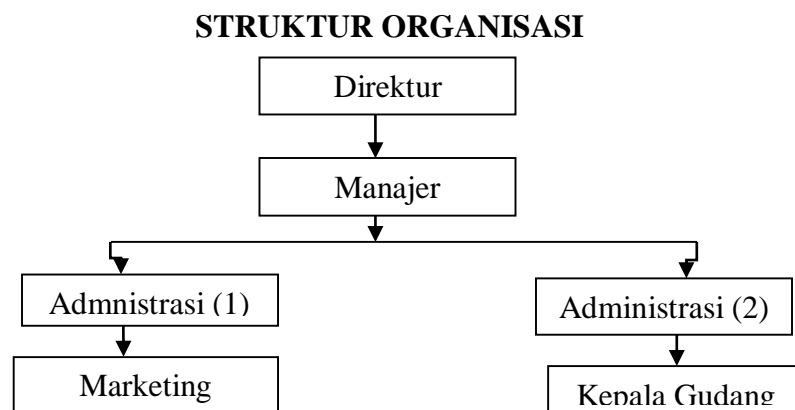 STRUKTUR ORGANISASI
Direktur
Manajer
Admnistrasi (1)
Administrasi (2)
Marketing
Kepala Gudang